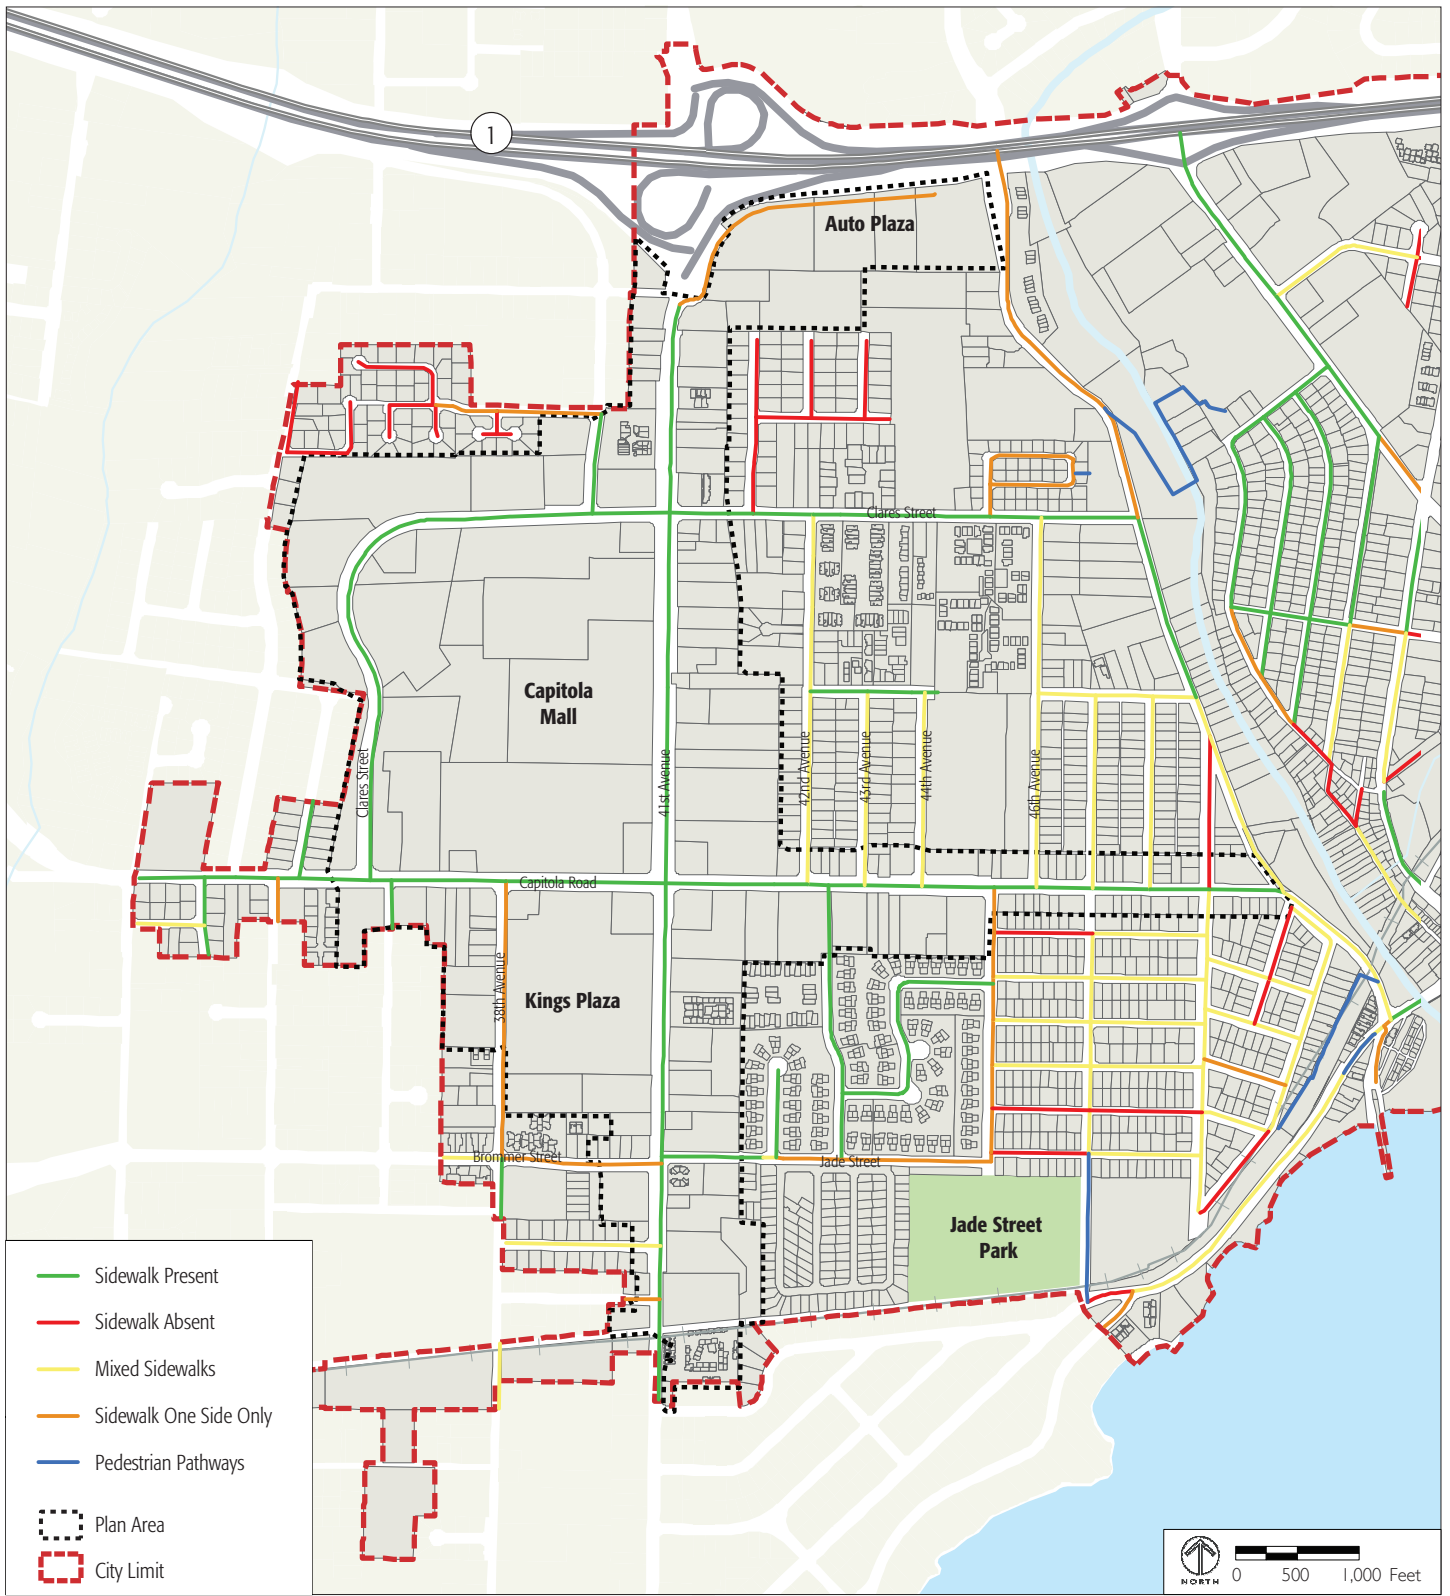 1
Auto Plaza
Clares Street
Capitola
Mall
Clares Street
41st Avenue
42nd Avenue
43rd Avenue
44th Avenue
46th Avenue
Capitola Road
38th Avenue
Kings Plaza
Brommer Street
Jade Street
Jade Street
Park
Sidewalk Present
Sidewalk Absent
Mixed Sidewalks
Sidewalk One Side Only
Pedestrian Pathways
Plan Area
City Limit
NORTH
0 500 1,000 Feet